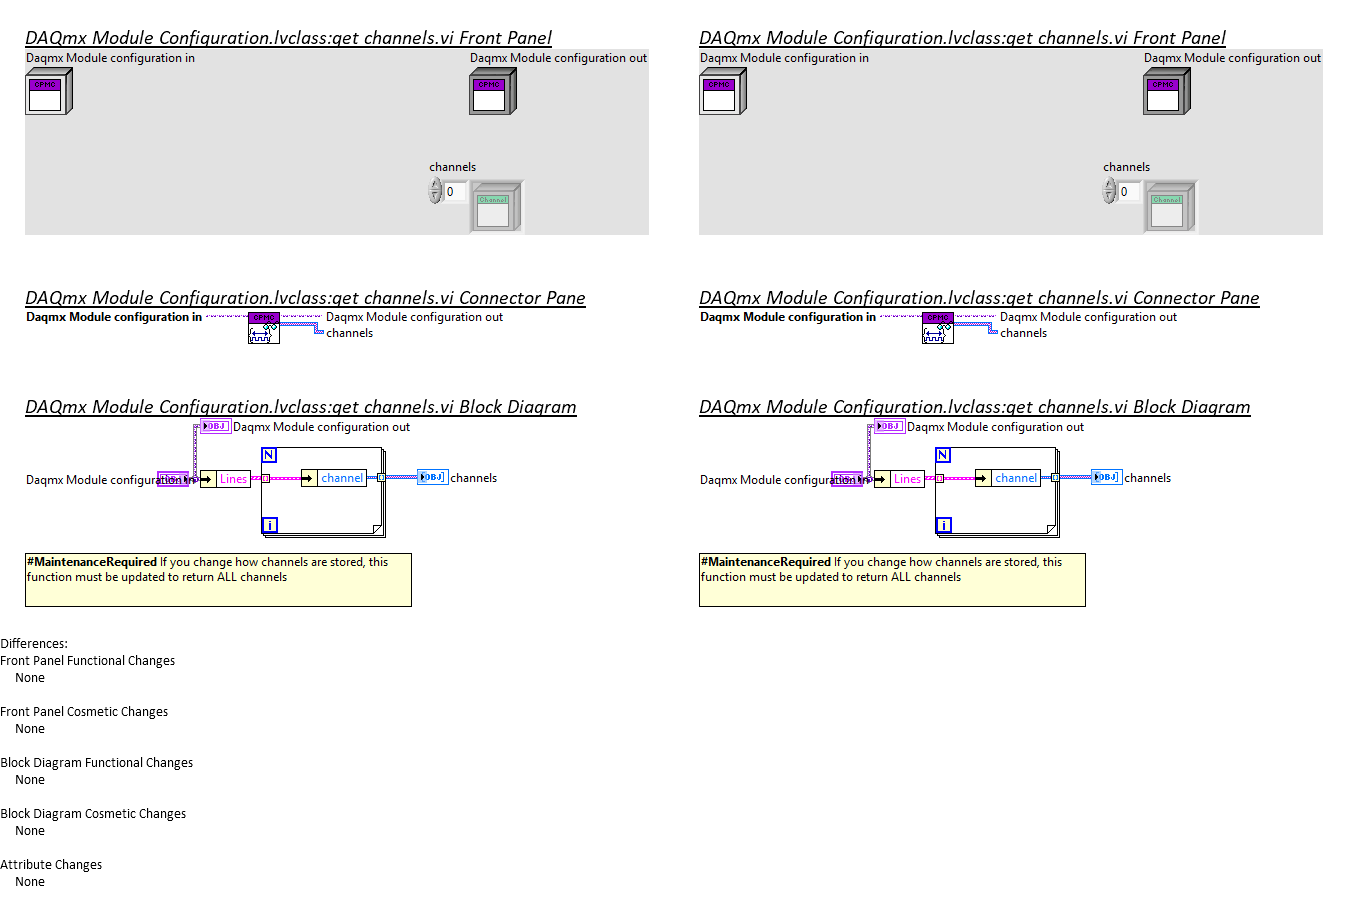 DAQmx Module Configuration.lvclass:get channels.vi Front Panel
Daqmx Module configuration in
Daqmx Module configuration out
CPMC
CPMC
channels
0
Channel
DAQmx Module Configuration.lvclass:get channels.vi Connector Pane
Daqmx Module configuration in
CPMC
Daqmx Module configuration out
channels
DAQmx Module Configuration.lvclass:get channels.vi Block Diagram
OBJ
Daqmx Module configuration out
N
Daqmx Module configuration in
Lines
channel
OBJ
channels
i
#MaintenanceRequired If you change how channels are stored, this
function must be updated to return ALL channels
DAQmx Module Configuration.lvclass:get channels.vi Front Panel
Daqmx Module configuration in
Daqmx Module configuration out
CPMC
CPMC
channels
0
Channel
DAQmx Module Configuration.lvclass:get channels.vi Connector Pane
Daqmx Module configuration in
CPMC
Daqmx Module configuration out
channels
DAQmx Module Configuration.lvclass:get channels.vi Block Diagram
OBJ
Daqmx Module configuration out
N
Daqmx Module configuration in
Lines
channel
OBJ
channels
i
#MaintenanceRequired If you change how channels are stored, this
function must be updated to return ALL channels
Differences:
Front Panel Functional Changes
None
Front Panel Cosmetic Changes
None
Block Diagram Functional Changes
None
Block Diagram Cosmetic Changes
None
Attribute Changes
None